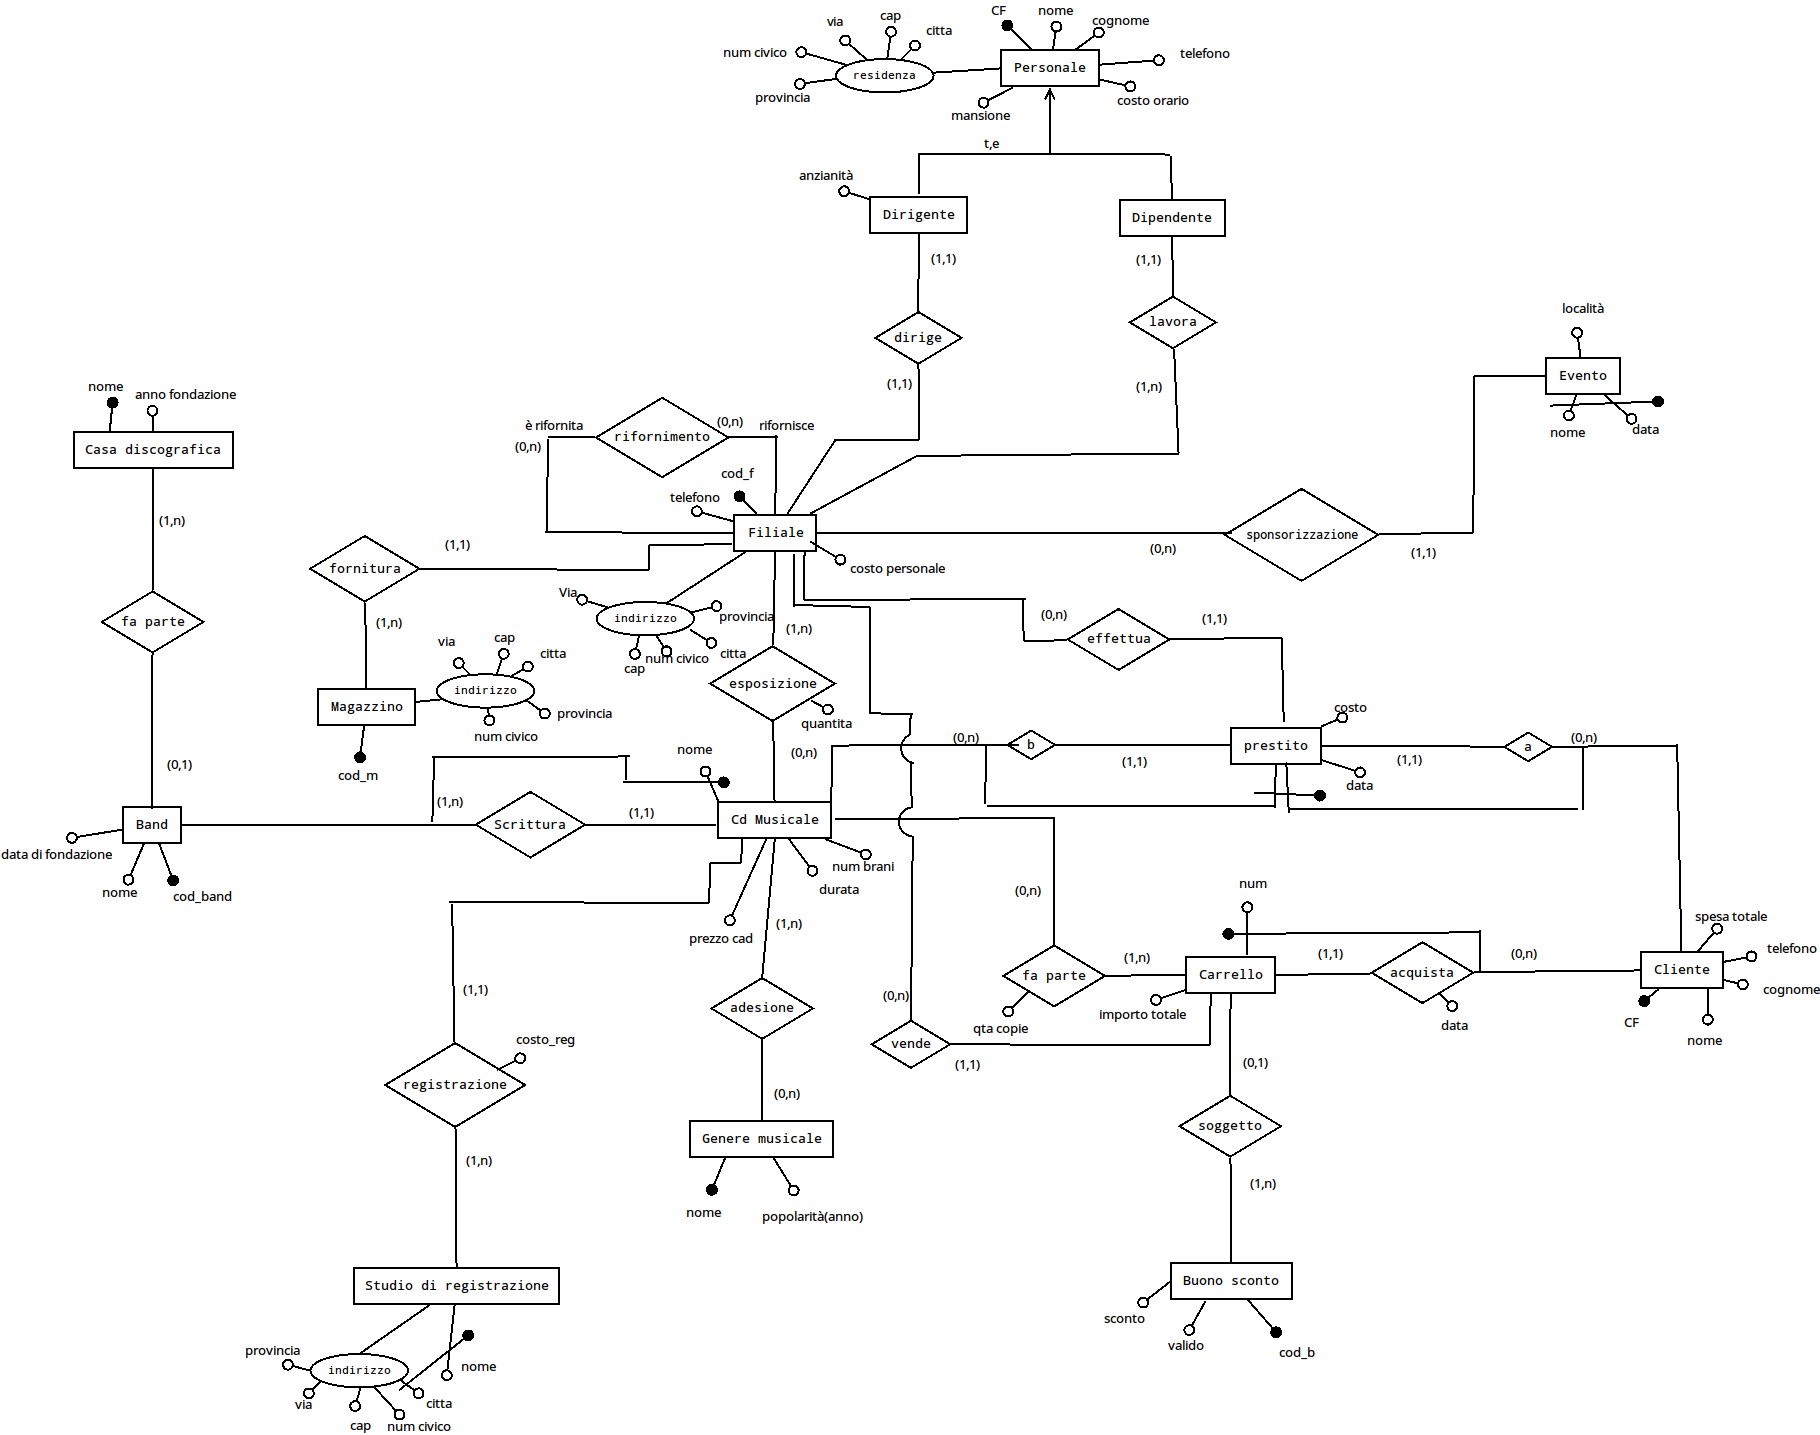 CF
nome
cognome
via
cap
citta
num civico
telefono
residenza
Personale
provincia
costo orario
mansione
t,e
anzianità
Dirigente
Dipendente
(1,1)
(1,1)
località
lavora
dirige
Evento
(1,1)
(1,n)
nome
anno fondazione
nome
data
è rifornita
(0,n)
rifornisce
rifornimento
(0,n)
Casa discografica
cod_f
telefono
(1,n)
Filiale
sponsorizzazione
(1,1)
(0,n)
(1,1)
fornitura
costo personale
Via
indirizzo
provincia
(0,n)
(1,1)
fa parte
(1,n)
(1,n)
effettua
via
cap
citta
cap
num civico
citta
indirizzo
esposizione
Magazzino
provincia
quantita
costo
num civico
nome
(0,n)
(0,n)
b
prestito
a
(0,n)
(0,1)
(1,1)
(1,1)
cod_m
data
(1,n)
(1,1)
Band
Scrittura
Cd Musicale
data di fondazione
num brani
nome
cod_band
durata
(0,n)
num
prezzo cad
(1,n)
spesa totale
telefono
(1,n)
(1,1)
(0,n)
fa parte
Carrello
acquista
Cliente
(1,1)
(0,n)
cognome
adesione
qta copie
importo totale
data
CF
nome
costo_reg
vende
(1,1)
(0,1)
registrazione
(0,n)
soggetto
Genere musicale
(1,n)
(1,n)
nome
popolarità(anno)
Studio di registrazione
Buono sconto
sconto
provincia
valido
cod_b
indirizzo
nome
via
citta
cap
num civico